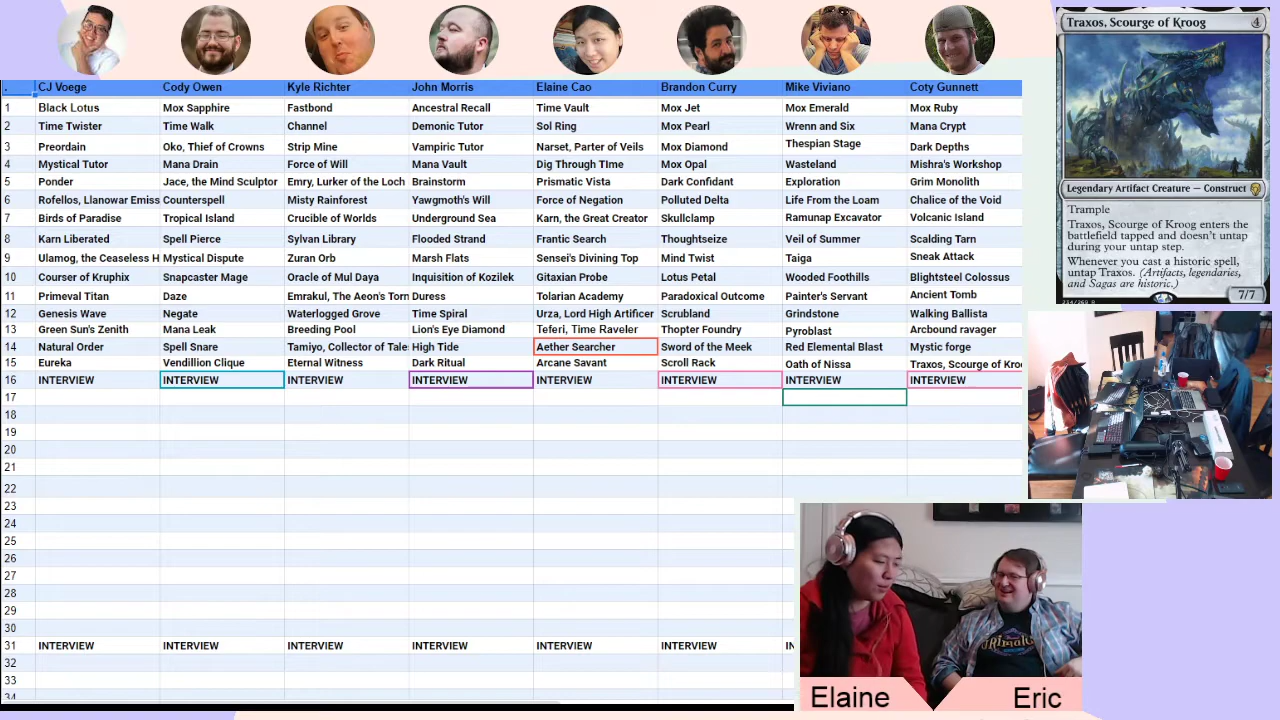 . CJ Voege Cody Owen Kyle Richter John Morris Elaine Cao Brandon Curry Mike Viviano Coty Gunnett
1 Black Lotus Mox Sapphire Fastbond Ancestral Recall Time Vault Mox Jet Mox Emerald Mox Ruby
2 Time Twister Time Walk Channel Demonic Tutor Sol Ring Mox Pearl Wrenn and Six Mana Crypt
3 Preordain Oko, Thief of Crowns Strip Mine Vampiric Tutor Narset, Parter of Veils Mox Diamond Thespian Stage Dark Depths
4 Mystical Tutor Mana Drain Force of Will Mana Vault Dig Through TIme Mox Opal Wasteland Mishra's Workshop
5 Ponder Jace, the Mind Sculptor Emry, Lurker of the Loch Brainstorm Prismatic Vista Dark Confidant Exploration Grim Monolith
6 Rofellos, Llanowar Emiss Counterspell Misty Rainforest Yawgmoth's Will Force of Negation Polluted Delta Life From the Loam Chalice of the Void
7 Birds of Paradise Tropical Island Crucible of Worlds Underground Sea Karn, the Great Creator Skullclamp Ramunap Excavator Volcanic Island
8 Karn Liberated Spell Pierce Sylvan Library Flooded Strand Frantic Search Thoughtseize Veil of Summer Scalding Tarn
9 Ulamog, the Ceaseless H Mystical Dispute Zuran Orb Marsh Flats Sensei's Divining Top Mind Twist Taiga Sneak Attack
10 Courser of Kruphix Snapcaster Mage Oracle of Mul Daya Inquisition of Kozilek Gitaxian Probe Lotus Petal Wooded Foothills Blightsteel Colossus
11 Primeval Titan Daze Emrakul, The Aeon's Torn Duress Tolarian Academy Paradoxical Outcome Painter's Servant Ancient Tomb
12 Genesis Wave Negate Waterlogged Grove Time Spiral Urza, Lord High Artificer Scrubland Grindstone Walking Ballista
13 Green Sun's Zenith Mana Leak Breeding Pool Lion's Eye Diamond Teferi, Time Raveler Thopter Foundry Pyroblast Arcbound ravager
14 Natural Order Spell Snare Tamiyo, Collector of Tale High Tide Aether Searcher Sword of the Meek Red Elemental Blast Mystic forge
15 Eureka Vendillion Clique Eternal Witness Dark Ritual Arcane Savant Scroll Rack Oath of Nissa Traxos, Scourge of Kroo
16 INTERVIEW INTERVIEW INTERVIEW INTERVIEW INTERVIEW INTERVIEW INTERVIEW INTERVIEW
17
18
19
20
21
22
23
24
25
26
27
28
29
30
31 INTERVIEW INTERVIEW INTERVIEW INTERVIEW INTERVIEW INTERVIEW IN
32
33
34
Traxos, Scourge of Kroog 4
Legendary Artifact Creature — Construct
Trample
Traxos, Scourge of Kroog enters the
battlefield tapped and doesn't untap
during your untap step.
Whenever you cast a historic spell,
untap Traxos. (Artifacts, legendaries,
and Sagas are historic.)
7/7
Elaine Eric